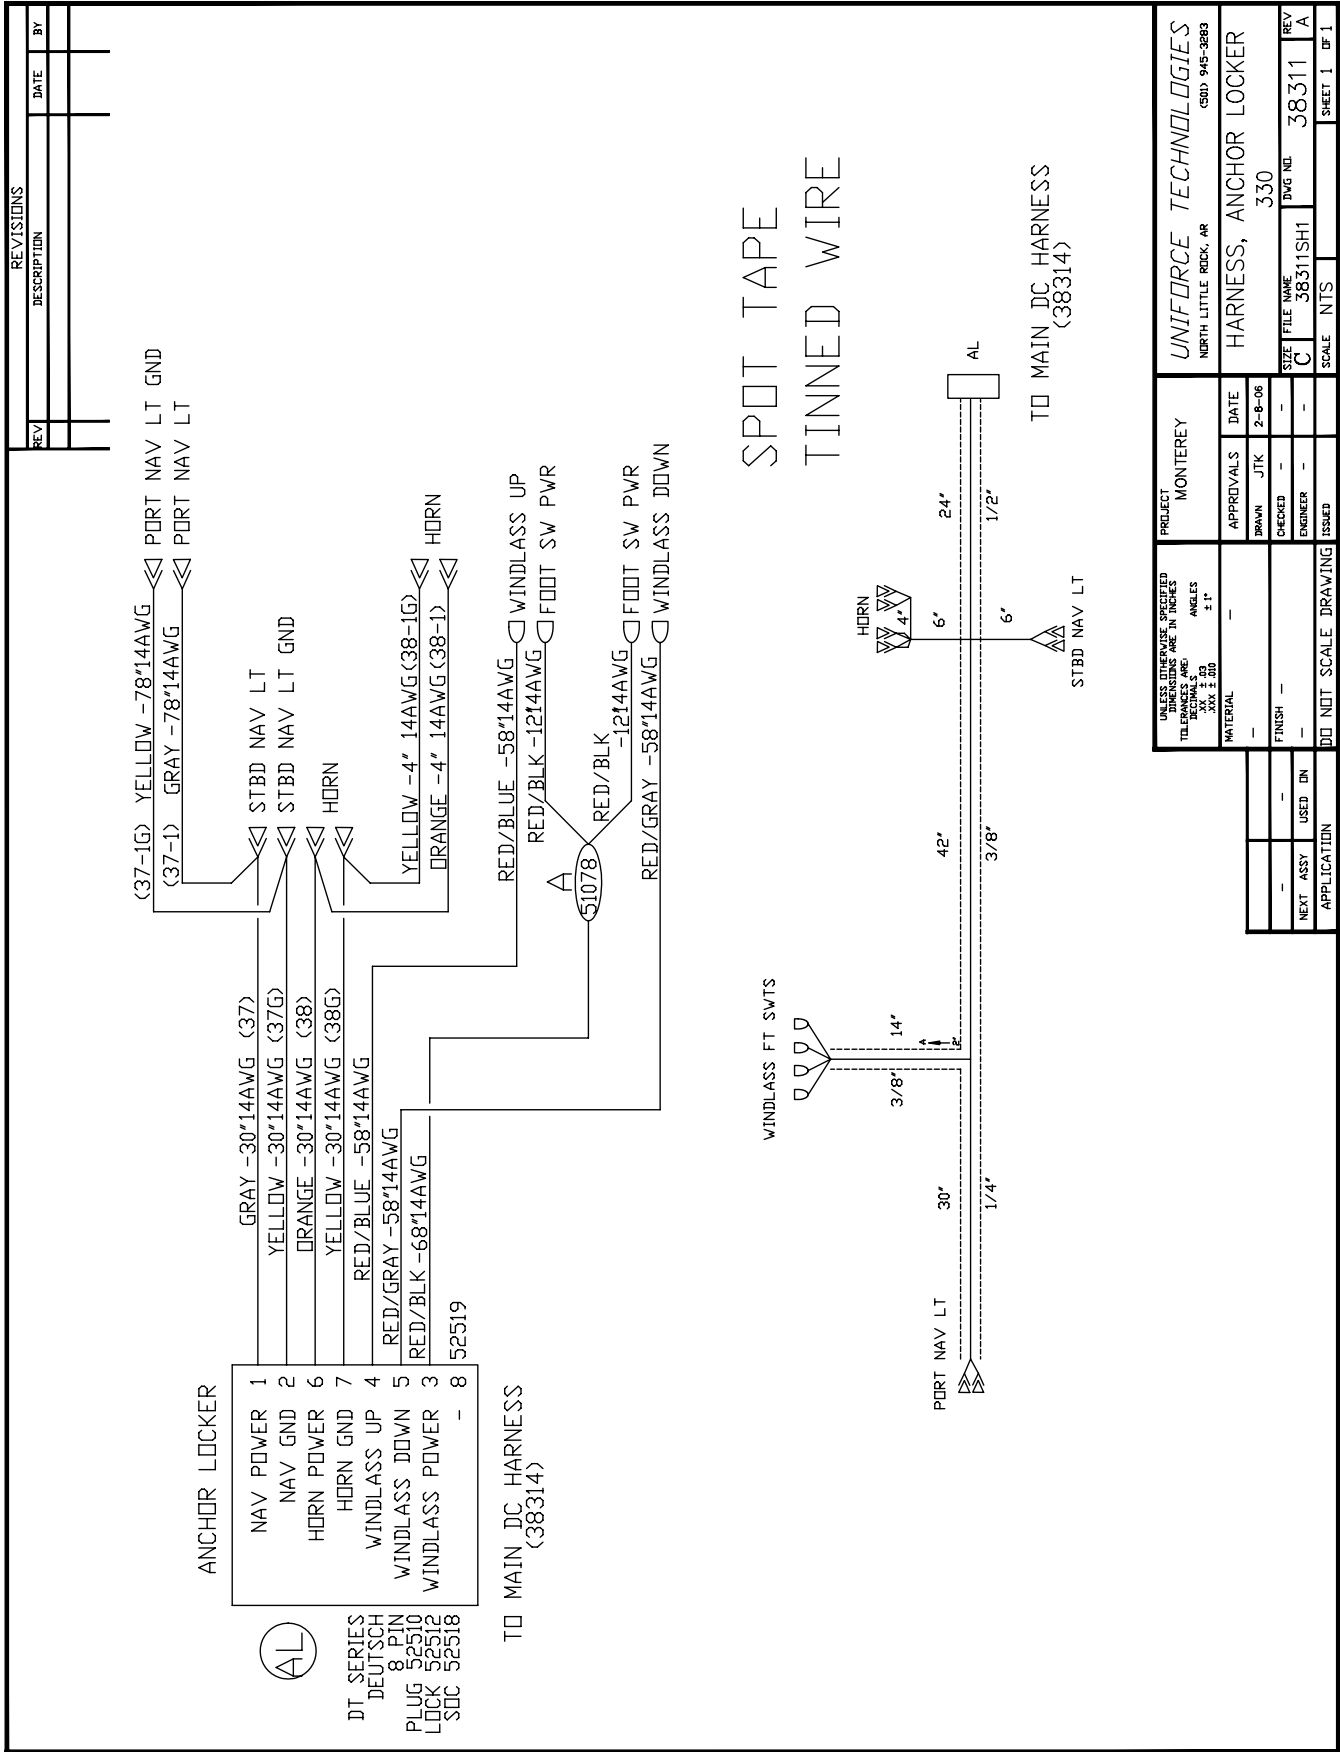 REVISIONS
REV DESCRIPTION DATE BY
ANCHOR LOCKER
AL
DT SERIES
DEUTSCH
8 PIN
PLUG 52510
LOCK 52512
SOC 52518
NAV POWER 1
NAV GND 2
HORN POWER 6
HORN GND 7
WINDLASS UP 4
WINDLASS DOWN 5
WINDLASS POWER 3
- 8 52519
TO MAIN DC HARNESS
(38314)
GRAY -30"14AWG (37)
YELLOW -30"14AWG (37G)
ORANGE -30"14AWG (38)
YELLOW -30"14AWG (38G)
RED/BLUE -58"14AWG
RED/GRAY -58"14AWG
RED/BLK -68"14AWG
(37-1G) YELLOW -78"14AWG
PORT NAV LT GND
(37-1) GRAY -78"14AWG
PORT NAV LT
STBD NAV LT
STBD NAV LT GND
HORN
YELLOW -4" 14AWG(38-1G)
ORANGE -4" 14AWG(38-1)
HORN
RED/BLUE -58"14AWG
WINDLASS UP
RED/BLK -12"14AWG
FOOT SW PWR
A
51078
RED/BLK
-12"14AWG
FOOT SW PWR
RED/GRAY -58"14AWG
WINDLASS DOWN
SPOT TAPE
TINNED WIRE
WINDLASS FT SWTS
3/8"
14"
A
2"
PORT NAV LT
30"
1/4"
42"
3/8"
HORN
4"
6"
6"
STBD NAV LT
24"
1/2"
AL
TO MAIN DC HARNESS
(38314)
NEXT ASSY USED ON
APPLICATION
UNLESS OTHERWISE SPECIFIED
DIMENSIONS ARE IN INCHES
TOLERANCES ARE:
DECIMALS ANGLES
.XX ± .03 ± 1°
.XXX ± .010
MATERIAL -
-
FINISH -
-
DO NOT SCALE DRAWING
PROJECT
MONTEREY
APPROVALS DATE
DRAWN JTK 2-8-06
CHECKED - -
ENGINEER - -
ISSUED
UNIFORCE TECHNOLOGIES
NORTH LITTLE ROCK, AR (501) 945-3283
HARNESS, ANCHOR LOCKER
330
SIZE C
FILE NAME 38311SH1
DWG NO. 38311
REV A
SCALE NTS
SHEET 1 OF 1